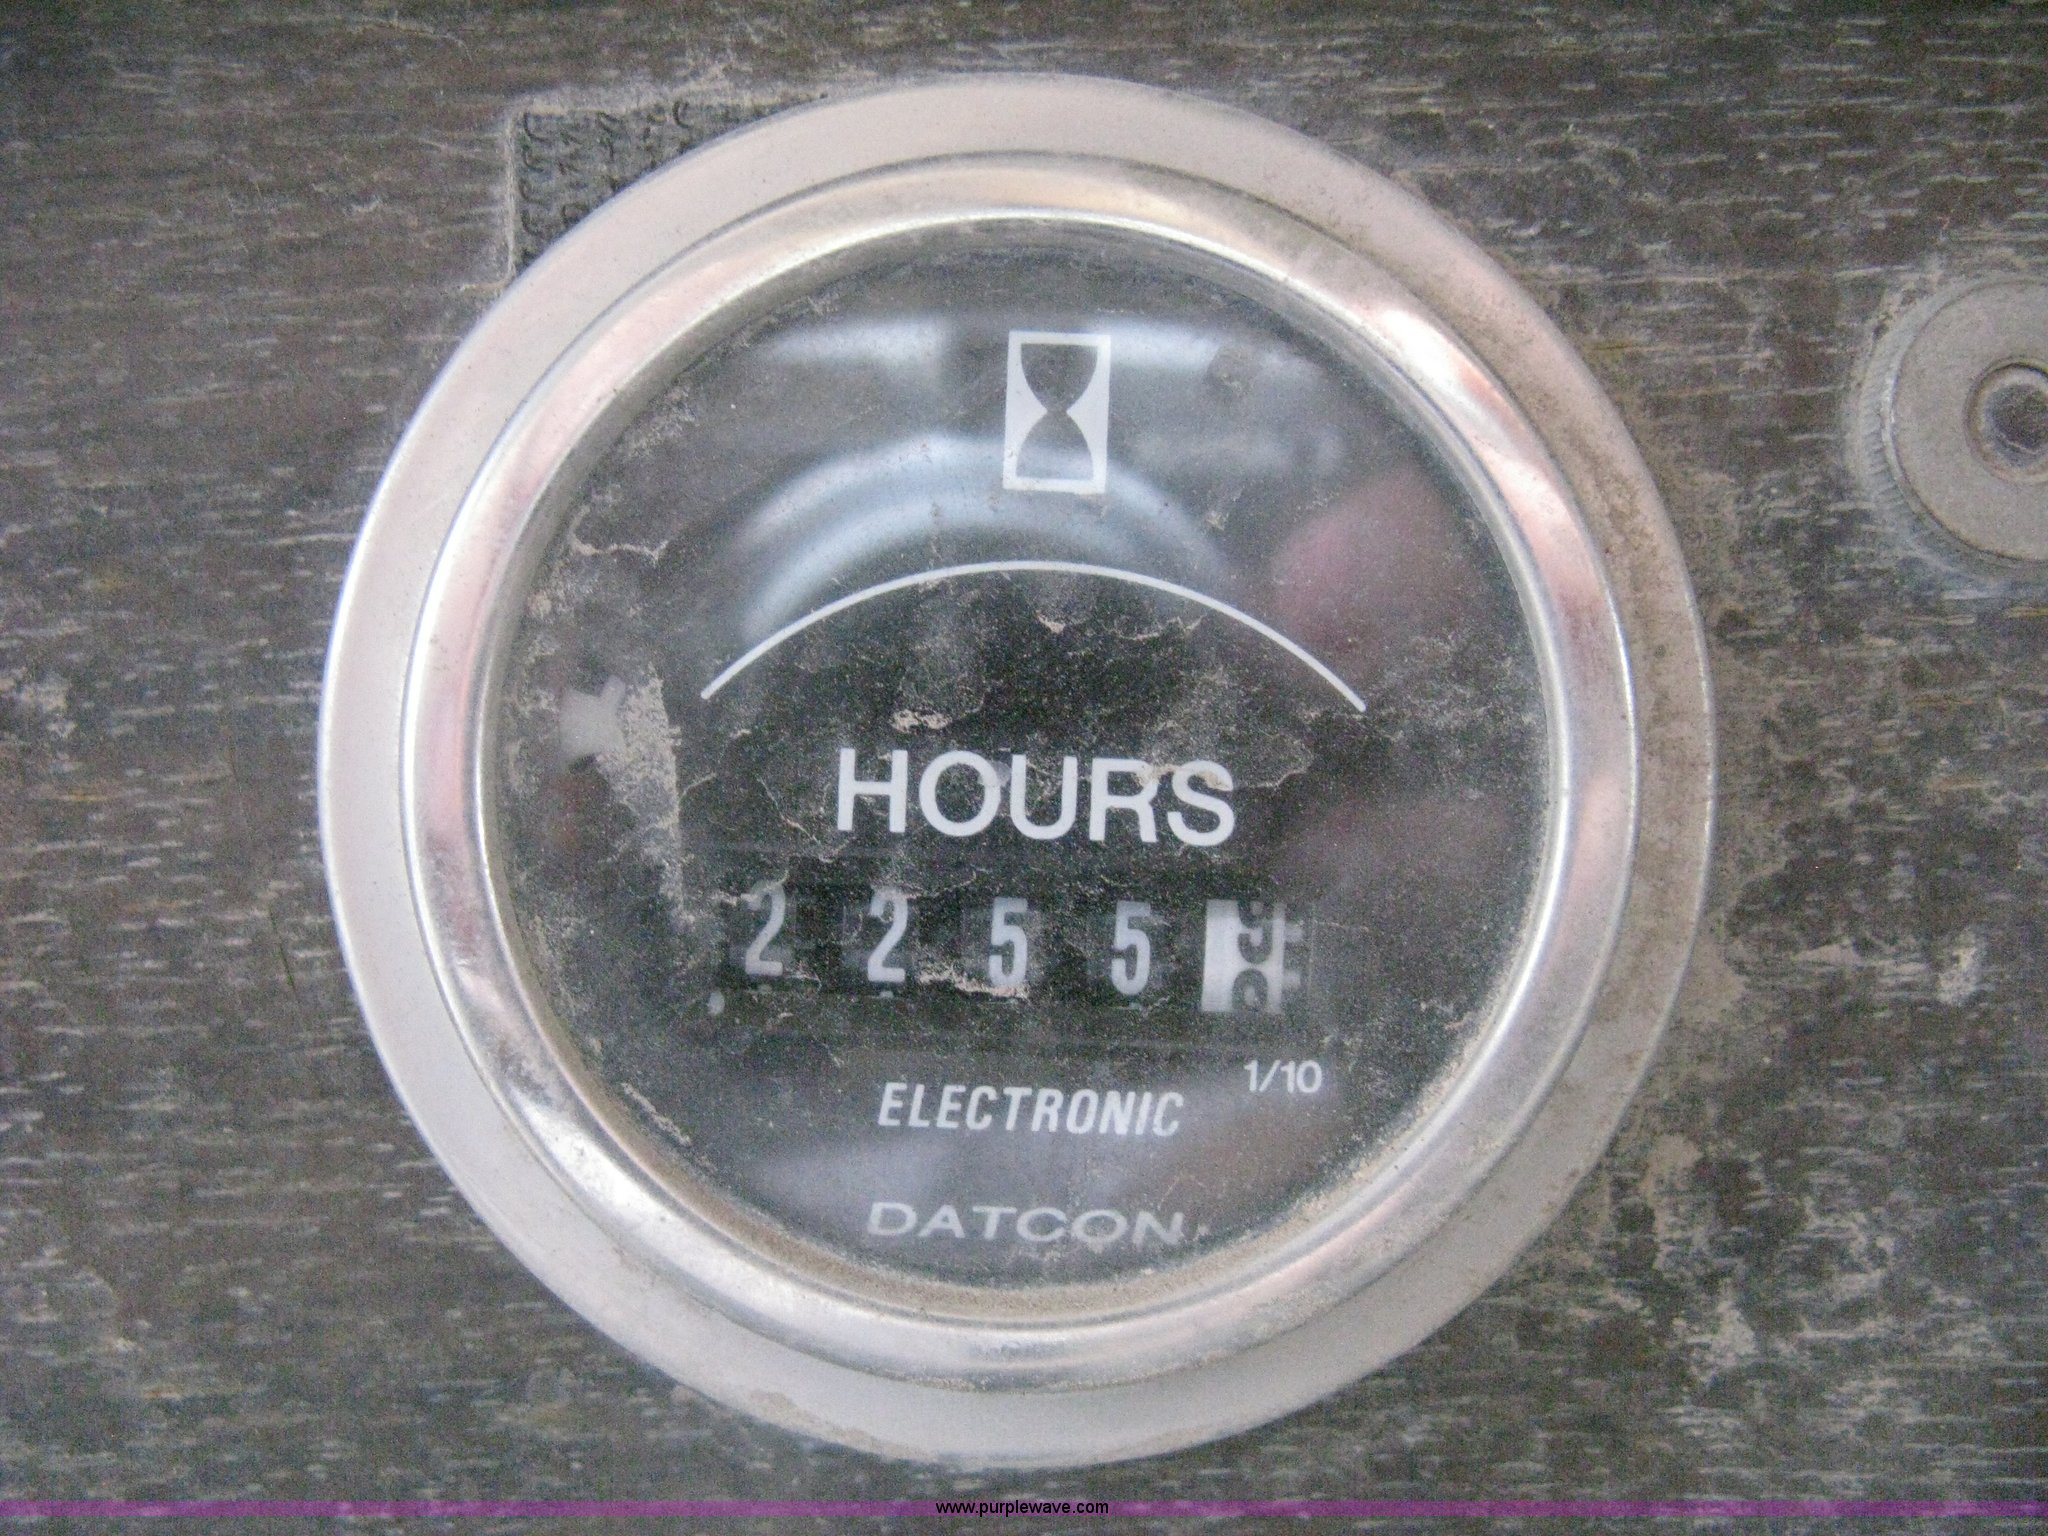 HOURS
2 2 5 5
1/10
ELECTRONIC
DATCON
www.purplewave.com